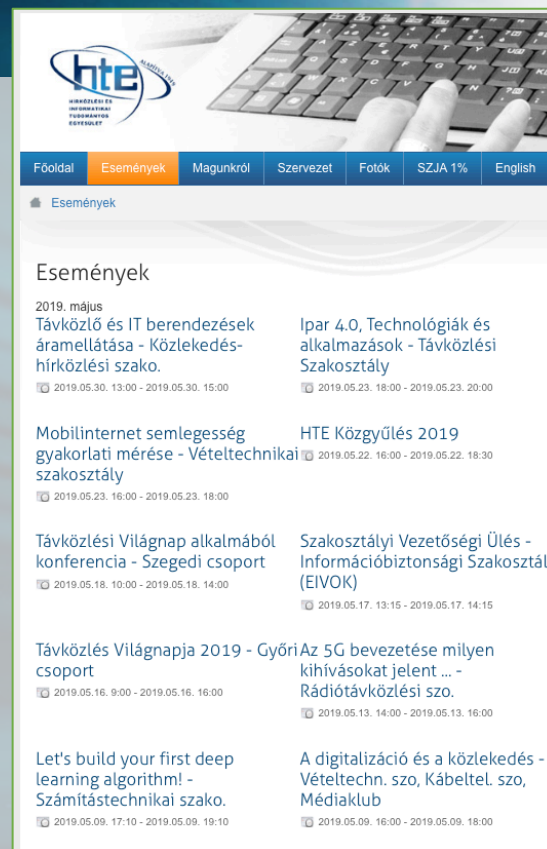 hte
ALAPÍTVA 1949
HÍRKÖZLÉSI ÉS
INFORMATIKAI
TUDOMÁNYOS
EGYESÜLET
Főoldal
Események
Magunkról
Szervezet
Fotók
SZJA 1%
English
Események
Események
2019. május
Távközlő és IT berendezések
áramellátása - Közlekedés-
hírközlési szako.
2019.05.30. 13:00 - 2019.05.30. 15:00
Ipar 4.0, Technológiák és
alkalmazások - Távközlési
Szakosztály
2019.05.23. 18:00 - 2019.05.23. 20:00
Mobilinternet semlegesség
gyakorlati mérése - Vételtechnikai
szakosztály
2019.05.23. 16:00 - 2019.05.23. 18:00
HTE Közgyűlés 2019
2019.05.22. 16:00 - 2019.05.22. 18:30
Távközlési Világnap alkalmából
konferencia - Szegedi csoport
2019.05.18. 10:00 - 2019.05.18. 14:00
Szakosztályi Vezetőségi Ülés -
Információbiztonsági Szakosztál
(EIVOK)
2019.05.17. 13:15 - 2019.05.17. 14:15
Távközlés Világnapja 2019 - Győri
csoport
2019.05.16. 9:00 - 2019.05.16. 16:00
Az 5G bevezetése milyen
kihívásokat jelent ... -
Rádiótávközlési szo.
2019.05.13. 14:00 - 2019.05.13. 16:00
Let's build your first deep
learning algorithm! -
Számítástechnikai szako.
2019.05.09. 17:10 - 2019.05.09. 19:10
A digitalizáció és a közlekedés -
Vételtechn. szo, Kábeltel. szo,
Médiaklub
2019.05.09. 16:00 - 2019.05.09. 18:00